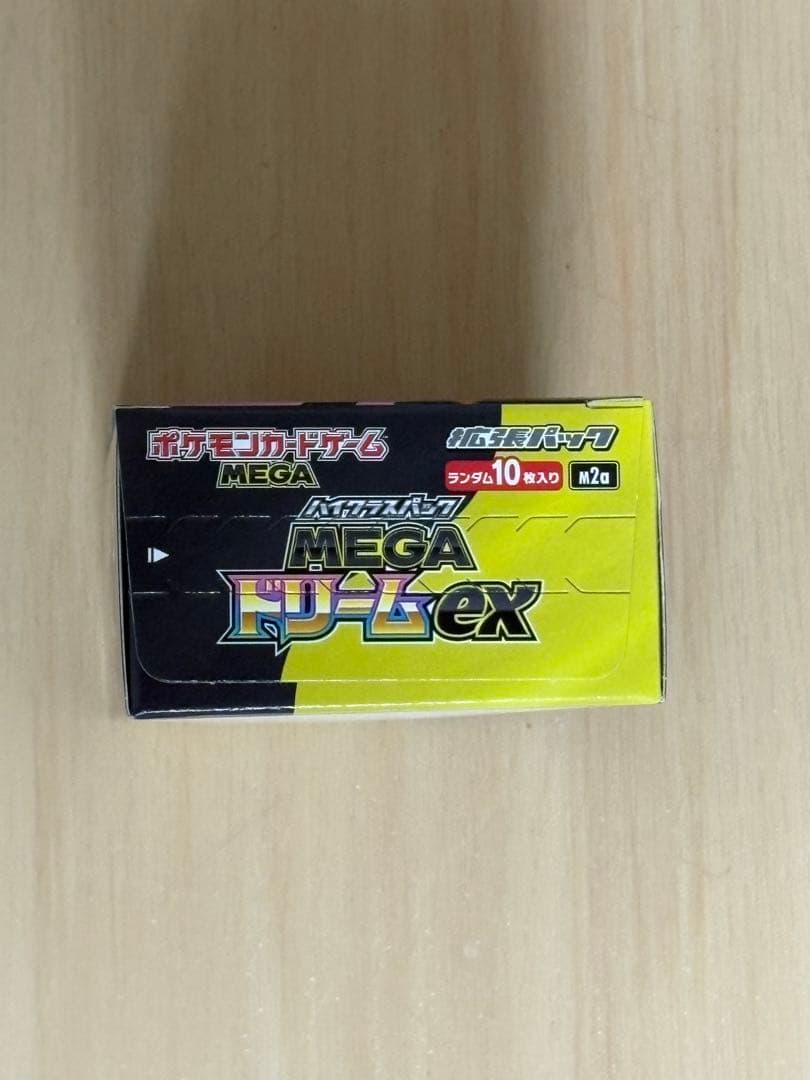 ポケモンカードゲーム
MEGA
拡張パック
ランダム10枚入り
M2a
ハイクラスパック
MEGA
ドリームex